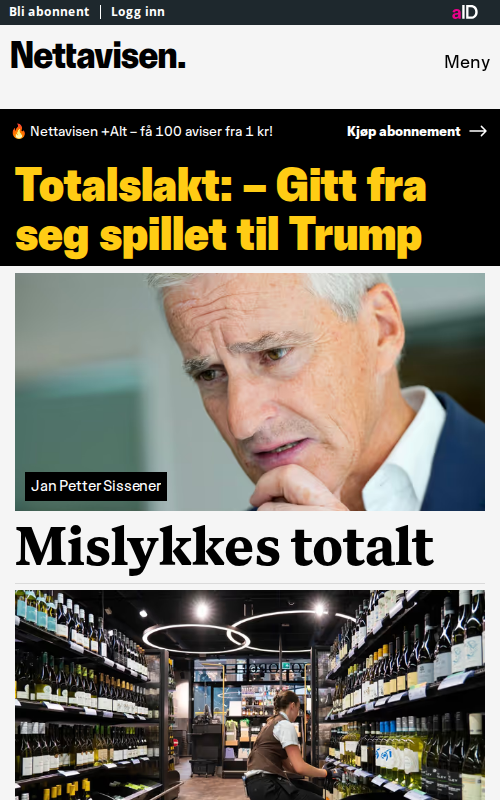 Bli abonnent
Logg inn
aID
Nettavisen.
Meny
🔥 Nettavisen +Alt – få 100 aviser fra 1 kr!
Kjøp abonnement →
Totalslakt: – Gitt fra
seg spillet til Trump
Jan Petter Sissener
Mislykkes totalt